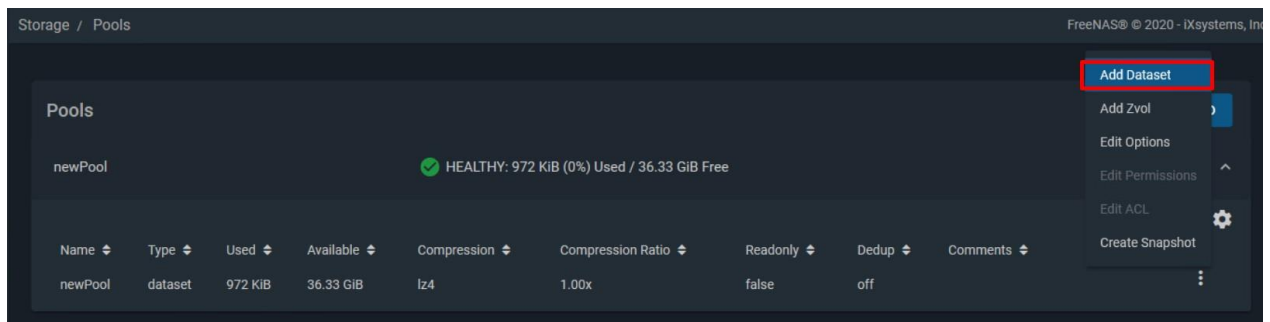 Storage / Pools
FreeNAS® © 2020 - iXsystems, Inc
Add Dataset
Pools
Add Zvol
Edit Options
newPool HEALTHY: 972 KiB (0%) Used / 36.33 GiB Free
Edit Permissions
Edit ACL
Create Snapshot
Name Type Used Available Compression Compression Ratio Readonly Dedup Comments
newPool dataset 972 KiB 36.33 GiB lz4 1.00x false off